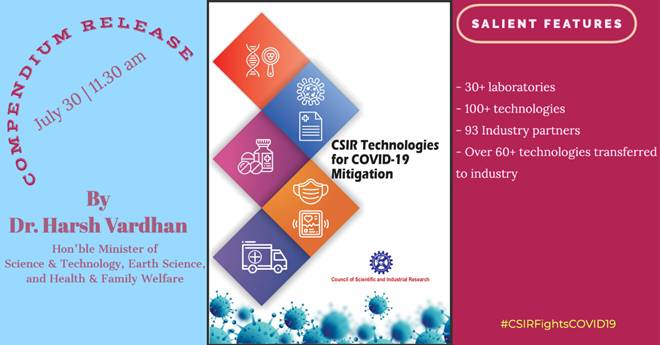 COMPENDIUM RELEASE
July 30 | 11.30 am
By
Dr. Harsh Vardhan
Hon'ble Minister of
Science & Technology, Earth Science,
and Health & Family Welfare
CSIR Technologies
for COVID-19
Mitigation
Council of Scientific and Industrial Research
SALIENT FEATURES
- 30+ laboratories
- 100+ technologies
- 93 Industry partners
- Over 60+ technologies transferred
to industry
#CSIRFightsCOVID19